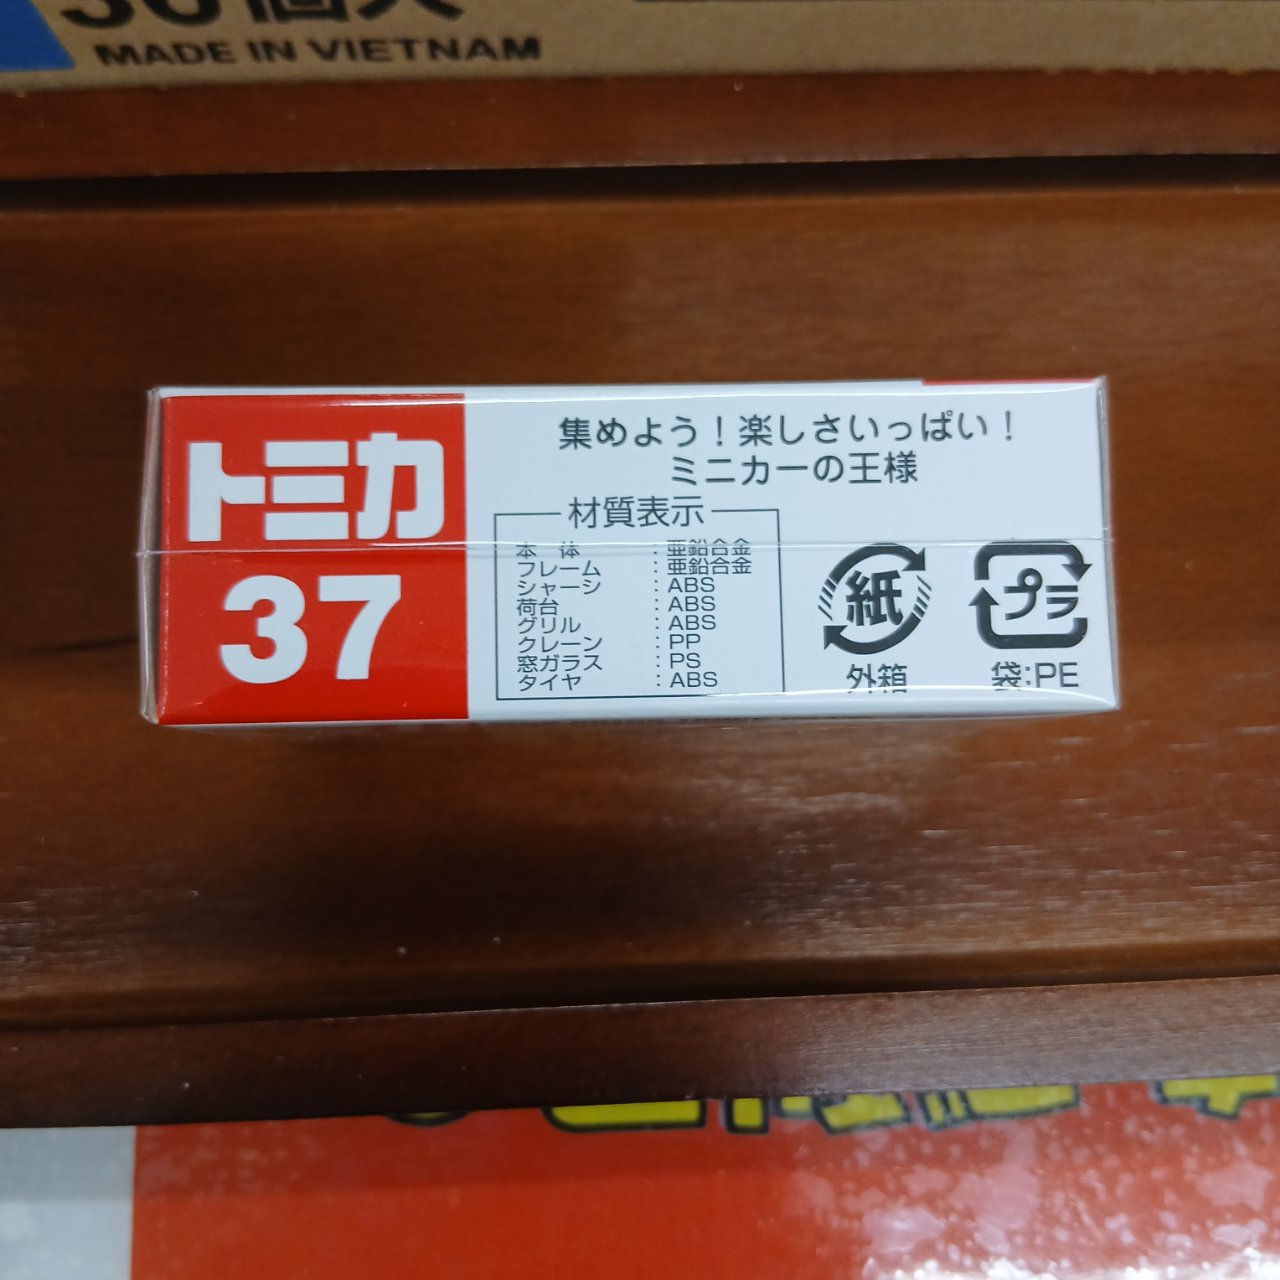 MADE IN VIETNAM
トミカ
37
集めよう！楽しさいっぱい！
ミニカーの王様
材質表示
本 体 ：亜鉛合金
フレーム ：亜鉛合金
シャーシ ：ABS
荷台 ：ABS
グリル ：ABS
クレーン ：PP
窓ガラス ：PS
タイヤ ：ABS
紙
外箱
プラ
袋:PE